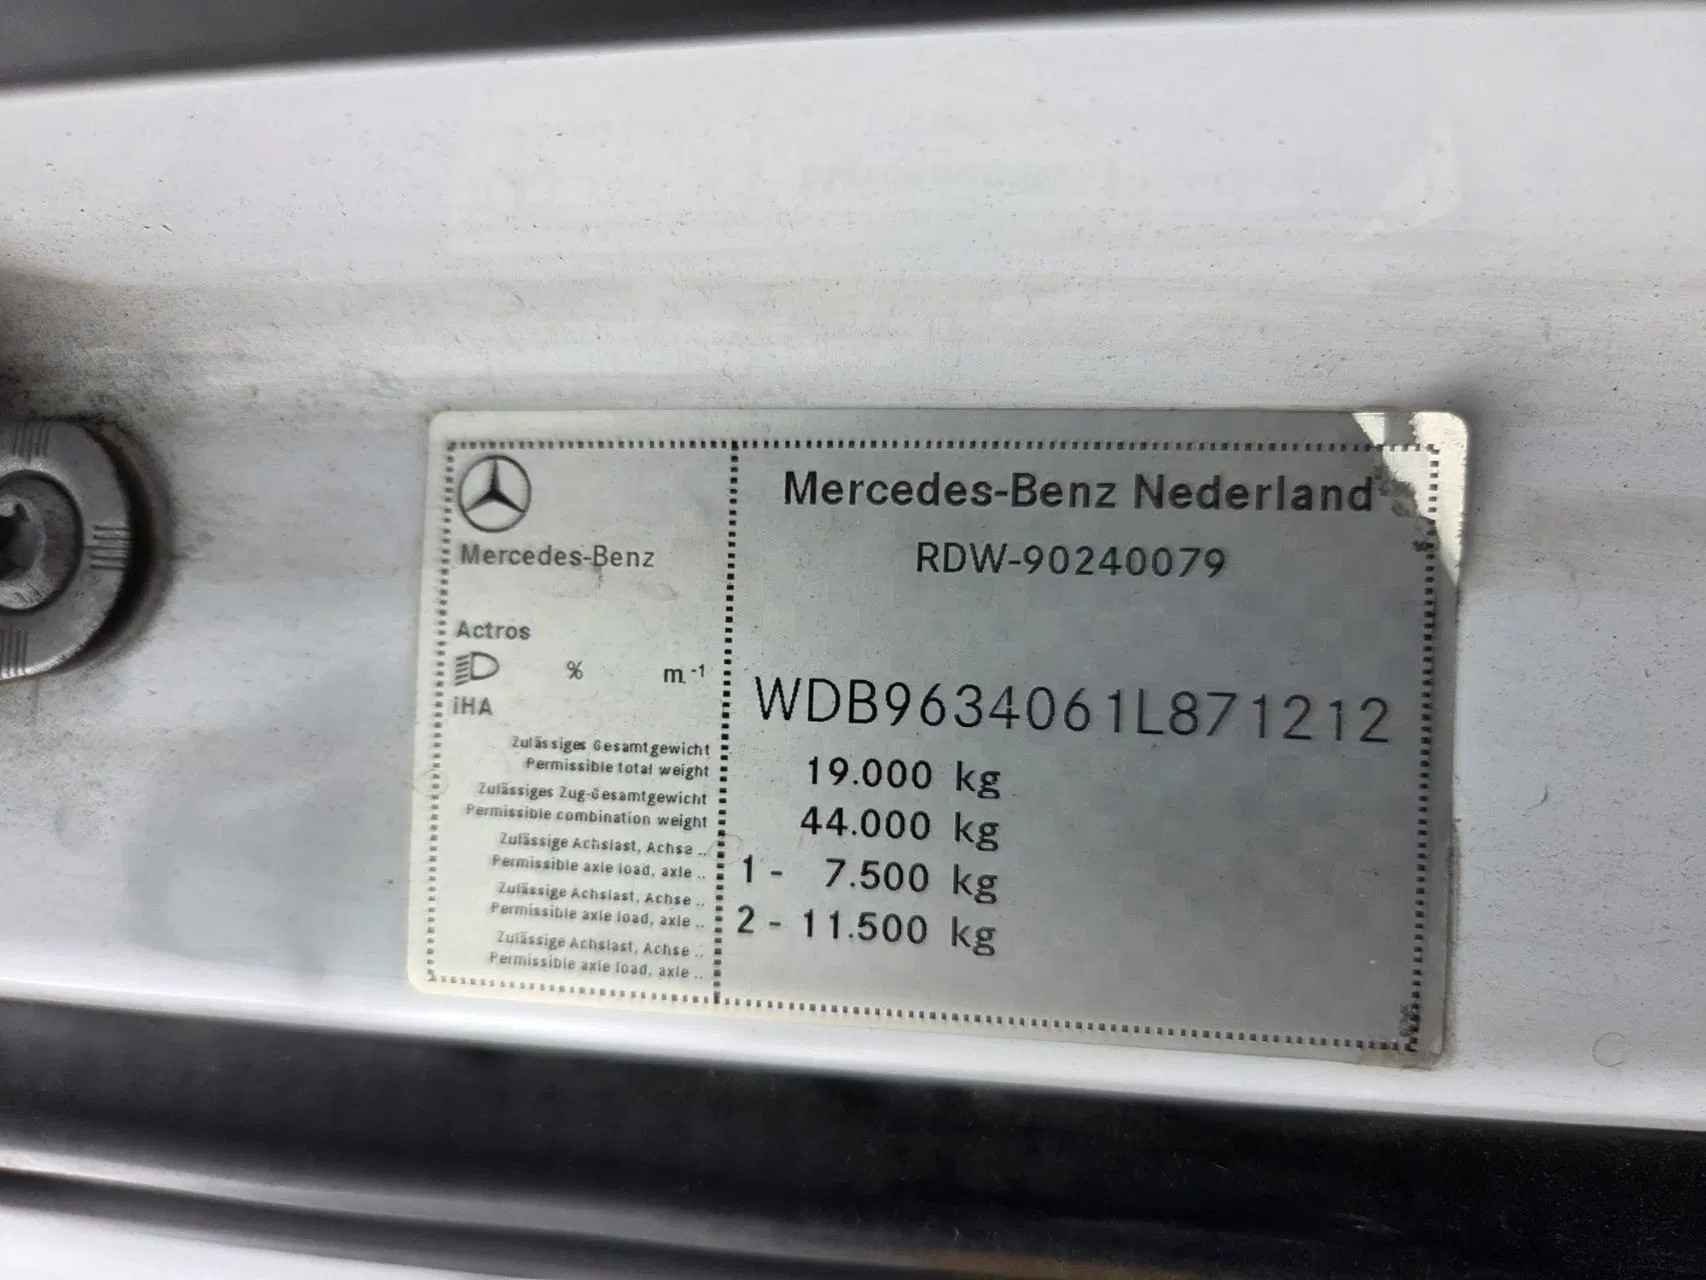 Mercedes-Benz Nederland
RDW-90240079
Mercedes-Benz
Actros
% m.-1
iHA
WDB9634061L871212
Zulässiges Gesamtgewicht
Permissible total weight
19.000 kg
Zulässiges Zug-Gesamtgewicht
Permissible combination weight
44.000 kg
Zulässige Achslast, Achse ..
Permissible axle load, axle ..
1 - 7.500 kg
Zulässige Achslast, Achse ..
Permissible axle load, axle ..
2 - 11.500 kg
Zulässige Achslast, Achse ..
Permissible axle load, axle ..